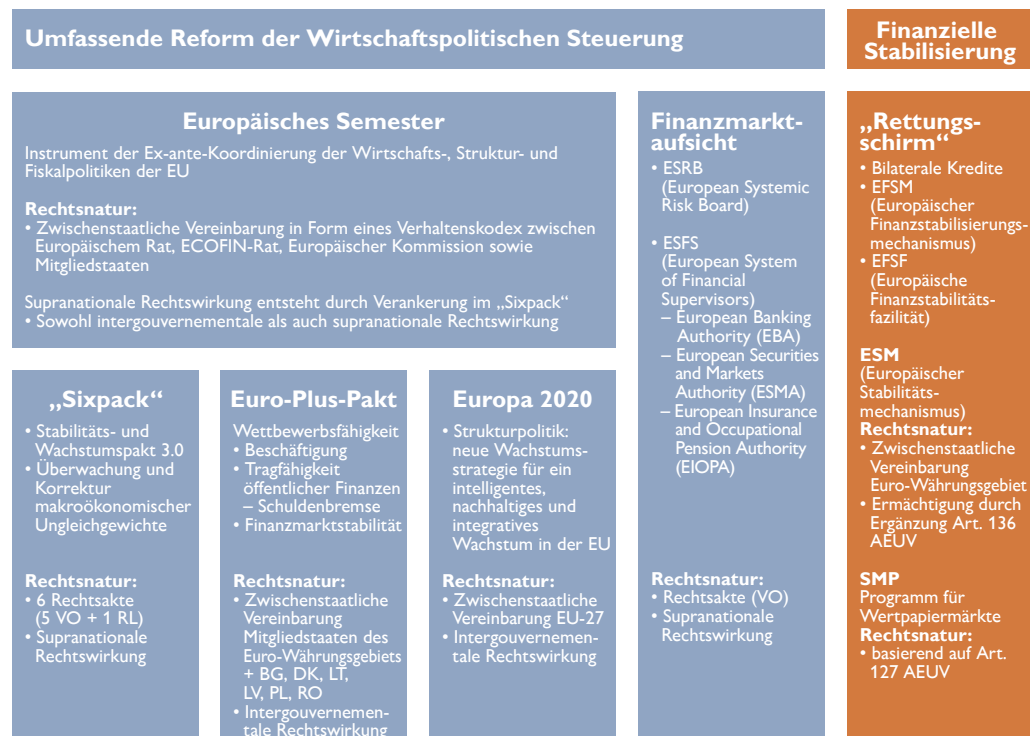 Umfassende Reform der Wirtschaftspolitischen Steuerung
Finanzielle
Stabilisierung
Europäisches Semester
Instrument der Ex-ante-Koordinierung der Wirtschafts-, Struktur- und
Fiskalpolitiken der EU
Rechtsnatur:
• Zwischenstaatliche Vereinbarung in Form eines Verhaltenskodex zwischen
Europäischem Rat, ECOFIN-Rat, Europäischer Kommission sowie
Mitgliedstaaten
Supranationale Rechtswirkung entsteht durch Verankerung im „Sixpack“
• Sowohl intergouvernementale als auch supranationale Rechtswirkung
„Sixpack“
• Stabilitäts- und
Wachstumspakt 3.0
• Überwachung und
Korrektur
makroökonomischer
Ungleichgewichte
Rechtsnatur:
• 6 Rechtsakte
(5 VO + 1 RL)
• Supranationale
Rechtswirkung
Euro-Plus-Pakt
Wettbewerbsfähigkeit
• Beschäftigung
• Tragfähigkeit
öffentlicher Finanzen
– Schuldenbremse
• Finanzmarktstabilität
Rechtsnatur:
• Zwischenstaatliche
Vereinbarung
Mitgliedstaaten des
Euro-Währungsgebiets
+ BG, DK, LT,
LV, PL, RO
• Intergouvernemen-
tale Rechtswirkung
Europa 2020
• Strukturpolitik:
neue Wachstums-
strategie für ein
intelligentes,
nachhaltiges und
integratives
Wachstum in der EU
Rechtsnatur:
• Zwischenstaatliche
Vereinbarung EU-27
• Intergouvernemen-
tale Rechtswirkung
Finanzmarkt-
aufsicht
• ESRB
(European Systemic
Risk Board)
• ESFS
(European System
of Financial
Supervisors)
– European Banking
Authority (EBA)
– European Securities
and Markets
Authority (ESMA)
– European Insurance
and Occupational
Pension Authority
(EIOPA)
Rechtsnatur:
• Rechtsakte (VO)
• Supranationale
Rechtswirkung
„Rettungs-
schirm“
• Bilaterale Kredite
• EFSM
(Europäischer
Finanzstabilisierungs-
mechanismus)
• EFSF
(Europäische
Finanzstabilitäts-
fazilität)
ESM
(Europäischer
Stabilitäts-
mechanismus)
Rechtsnatur:
• Zwischenstaatliche
Vereinbarung
Euro-Währungsgebiet
• Ermächtigung durch
Ergänzung Art. 136
AEUV
SMP
Programm für
Wertpapiermärkte
Rechtsnatur:
• basierend auf Art.
127 AEUV